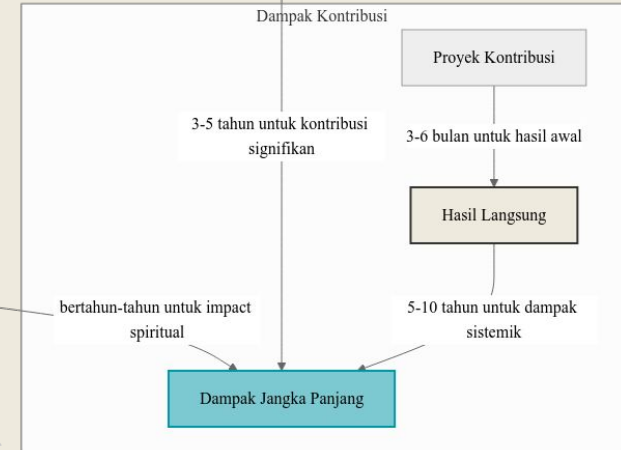 Dampak Kontribusi
Proyek Kontribusi
3-5 tahun untuk kontribusi
signifikan
3-6 bulan untuk hasil awal
Hasil Langsung
bertahun-tahun untuk impact
spiritual
5-10 tahun untuk dampak
sistemik
Dampak Jangka Panjang